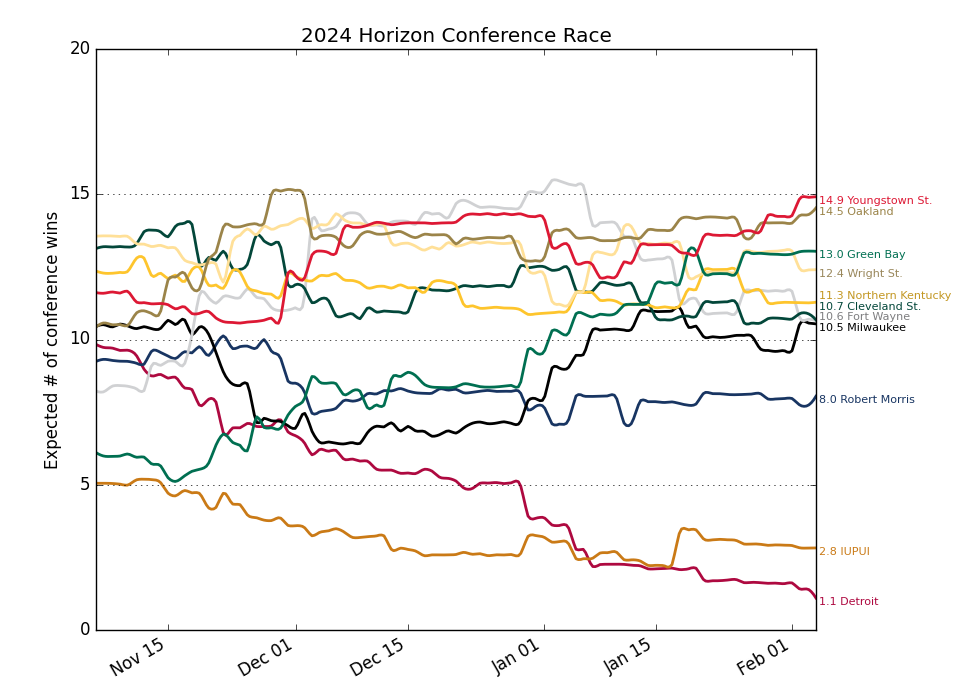 2024 Horizon Conference Race
Expected # of conference wins
20
15
10
5
0
Nov 15
Dec 01
Dec 15
Jan 01
Jan 15
Feb 01
14.9 Youngstown St.
14.5 Oakland
13.0 Green Bay
12.4 Wright St.
11.3 Northern Kentucky
10.7 Cleveland St.
10.6 Fort Wayne
10.5 Milwaukee
8.0 Robert Morris
2.8 IUPUI
1.1 Detroit